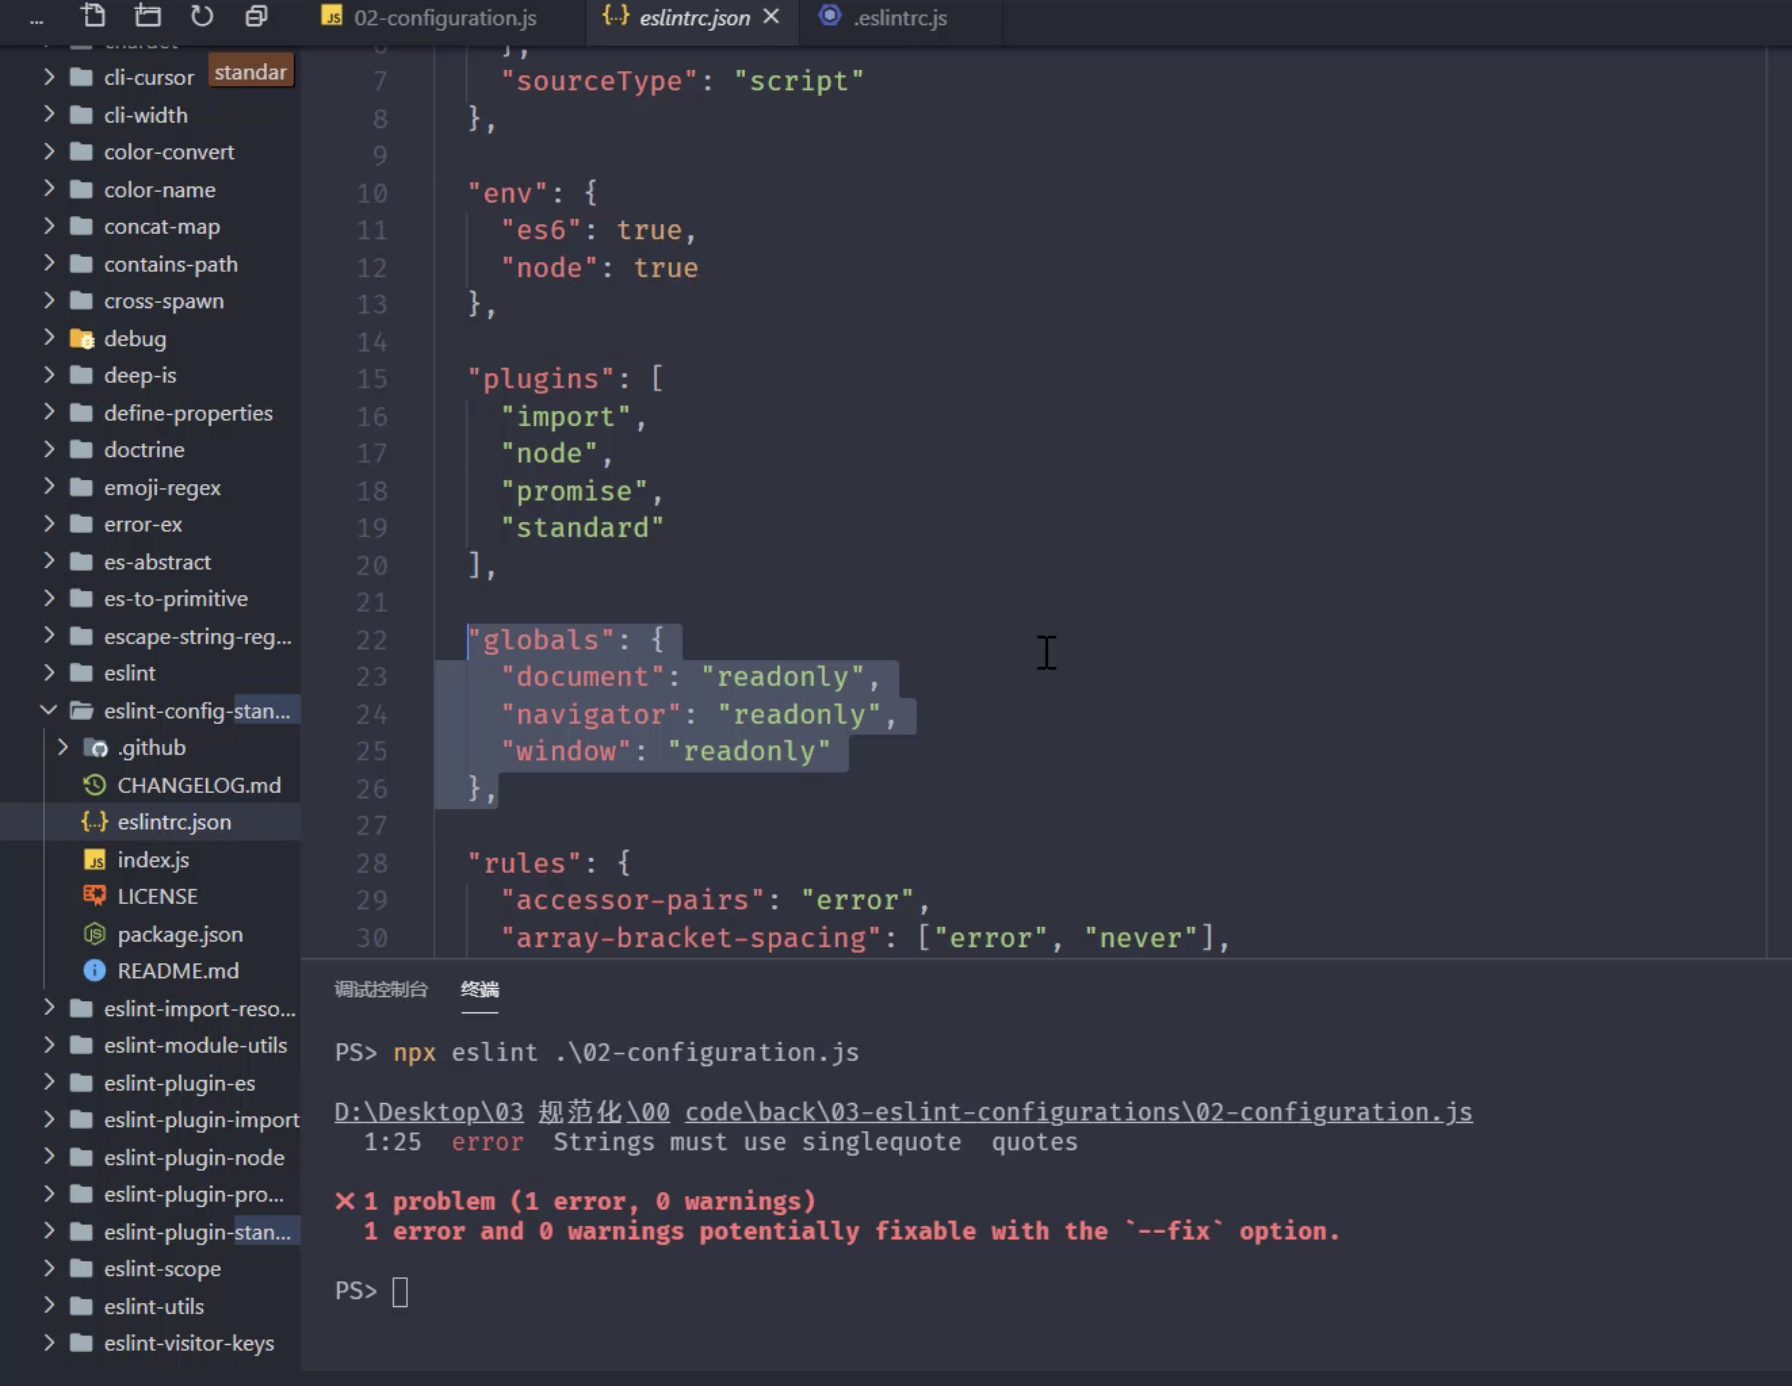 ...
02-configuration.js
eslintrc.json
.eslintrc.js
standar
cli-cursor
cli-width
color-convert
color-name
concat-map
contains-path
cross-spawn
debug
deep-is
define-properties
doctrine
emoji-regex
error-ex
es-abstract
es-to-primitive
escape-string-reg...
eslint
eslint-config-stan...
.github
CHANGELOG.md
eslintrc.json
index.js
LICENSE
package.json
README.md
eslint-import-reso...
eslint-module-utils
eslint-plugin-es
eslint-plugin-import
eslint-plugin-node
eslint-plugin-pro...
eslint-plugin-stan...
eslint-scope
eslint-utils
eslint-visitor-keys
},
7 "sourceType": "script"
8 },
9
10 "env": {
11 "es6": true,
12 "node": true
13 },
14
15 "plugins": [
16 "import",
17 "node",
18 "promise",
19 "standard"
20 ],
21
22 "globals": {
23 "document": "readonly",
24 "navigator": "readonly",
25 "window": "readonly"
26 },
27
28 "rules": {
29 "accessor-pairs": "error",
30 "array-bracket-spacing": ["error", "never"],
调试控制台 终端
PS> npx eslint .\02-configuration.js
D:\Desktop\03 规范化\00 code\back\03-eslint-configurations\02-configuration.js
1:25 error Strings must use singlequote quotes
✕ 1 problem (1 error, 0 warnings)
1 error and 0 warnings potentially fixable with the `--fix` option.
PS>